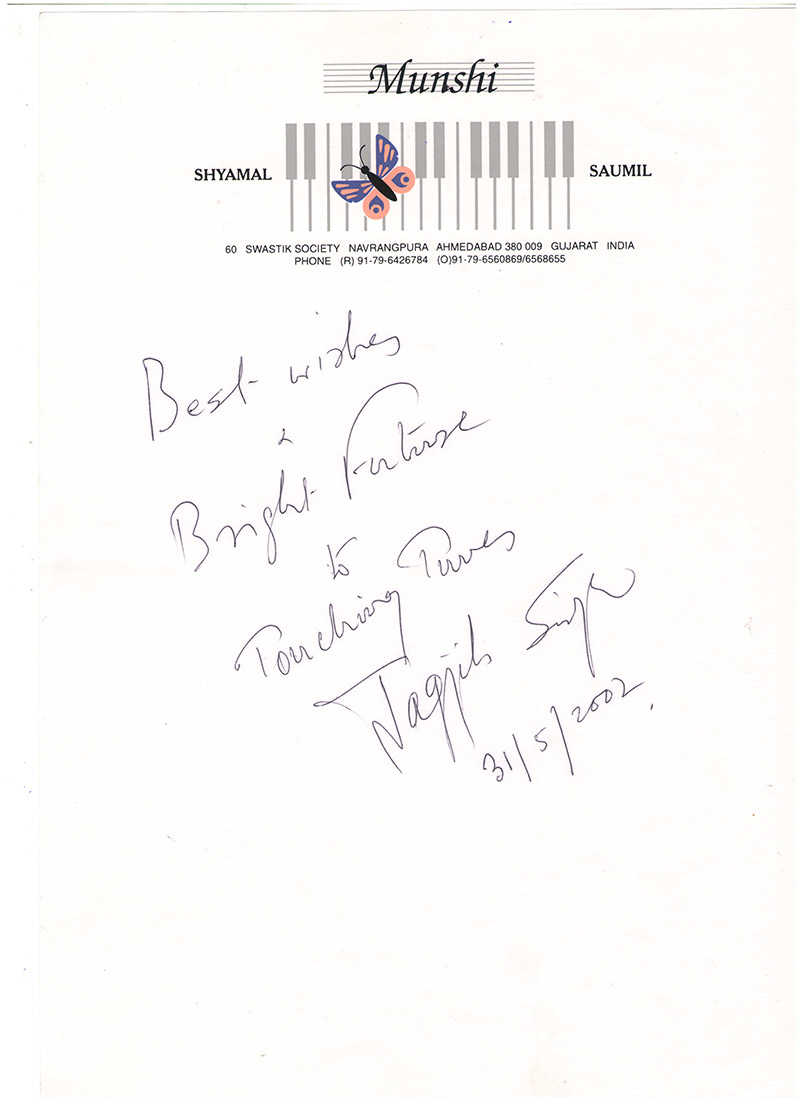 Munshi
SHYAMAL
SAUMIL
60 SWASTIK SOCIETY NAVRANGPURA AHMEDABAD 380 009 GUJARAT INDIA
PHONE (R) 91-79-6426784 (O)91-79-6560869/6568655
Best wishes
&
Bright Future
to
Touching Tunes
Jagjit Singh
31/5/2002.